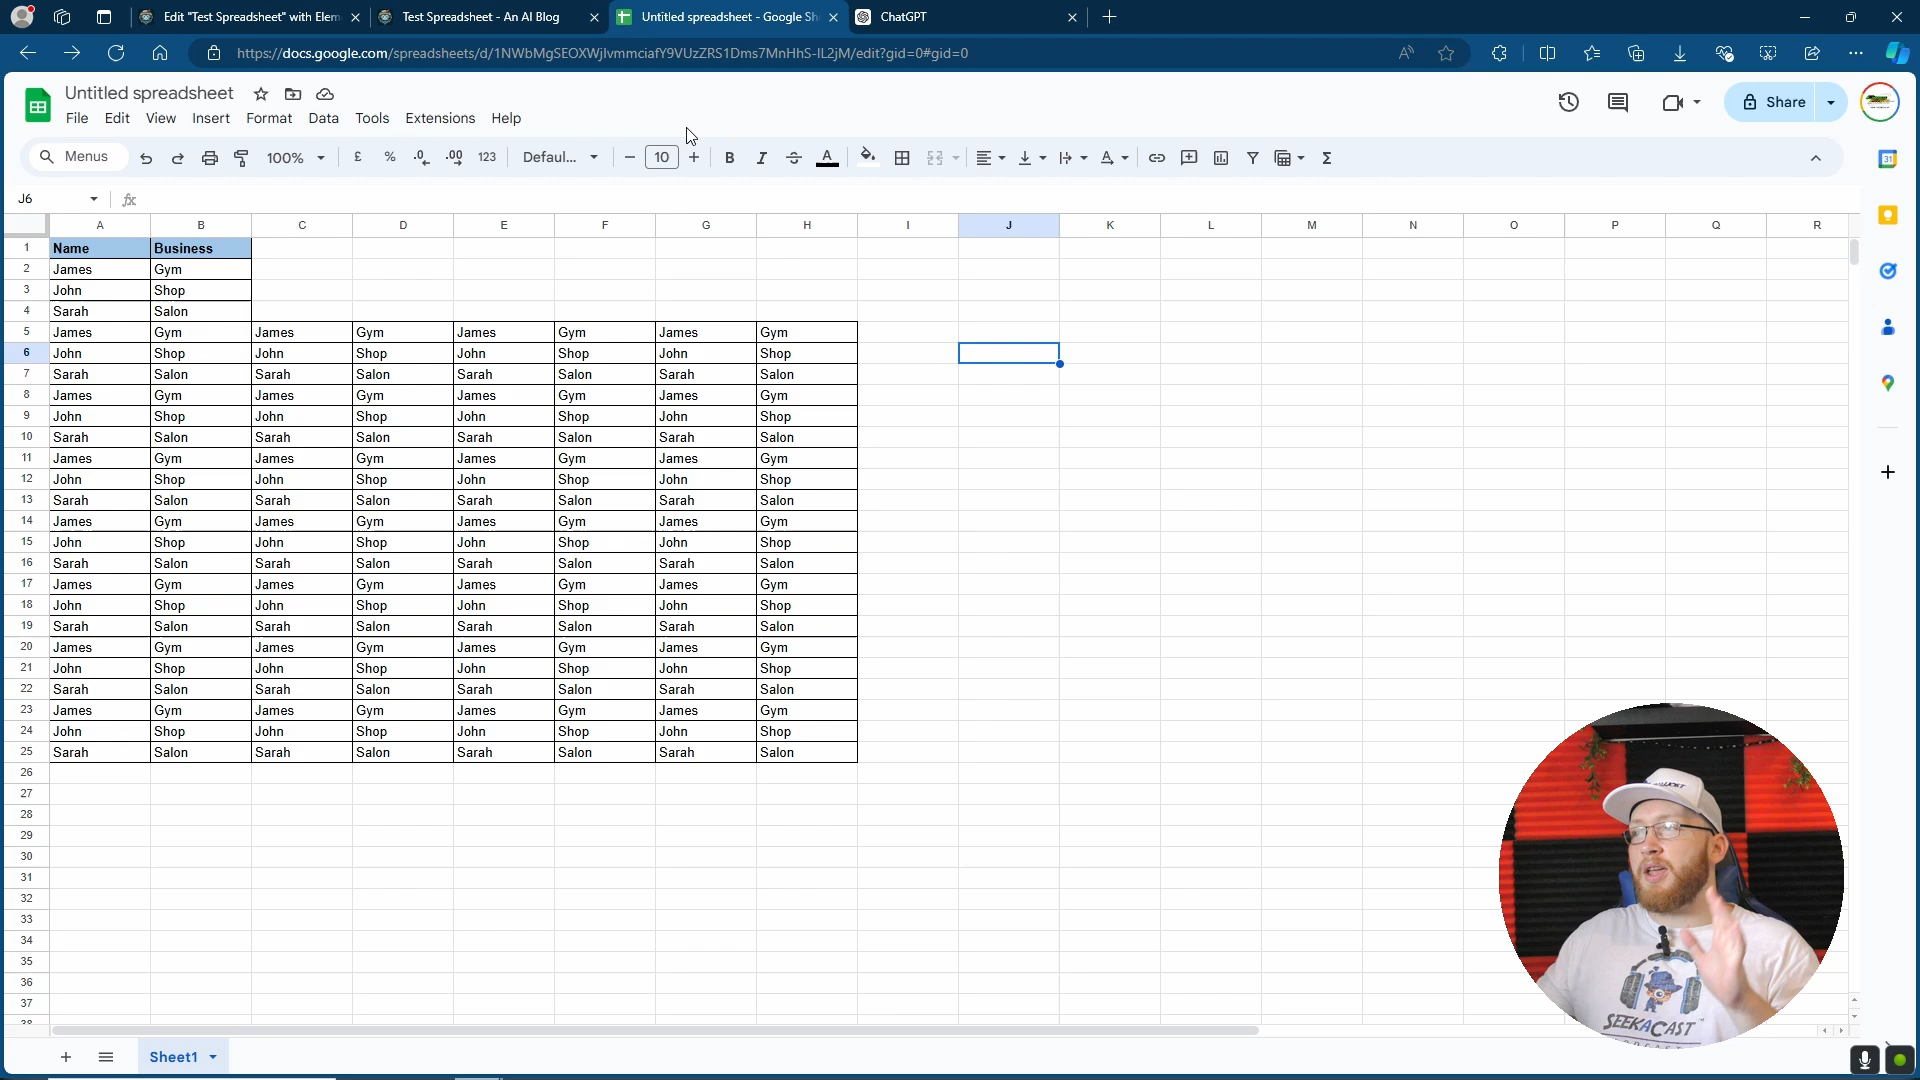 Edit "Test Spreadsheet" with Elem
Test Spreadsheet - An AI Blog
Untitled spreadsheet - Google Sh
ChatGPT
https://docs.google.com/spreadsheets/d/1NWbMgSEOXWjlvmmciafY9VUzZRS1Dms7MnHhS-IL2jM/edit?gid=0#gid=0
Untitled spreadsheet
File Edit View Insert Format Data Tools Extensions Help
Share
Menus 100% £ % .0 .00 123 Defaul... 10 B I A Σ
31
J6 fx
A B C D E F G H I J K L M N O P Q R
1 Name Business
2 James Gym
3 John Shop
4 Sarah Salon
5 James Gym James Gym James Gym James Gym
6 John Shop John Shop John Shop John Shop
7 Sarah Salon Sarah Salon Sarah Salon Sarah Salon
8 James Gym James Gym James Gym James Gym
9 John Shop John Shop John Shop John Shop
10 Sarah Salon Sarah Salon Sarah Salon Sarah Salon
11 James Gym James Gym James Gym James Gym
12 John Shop John Shop John Shop John Shop
13 Sarah Salon Sarah Salon Sarah Salon Sarah Salon
14 James Gym James Gym James Gym James Gym
15 John Shop John Shop John Shop John Shop
16 Sarah Salon Sarah Salon Sarah Salon Sarah Salon
17 James Gym James Gym James Gym James Gym
18 John Shop John Shop John Shop John Shop
19 Sarah Salon Sarah Salon Sarah Salon Sarah Salon
20 James Gym James Gym James Gym James Gym
21 John Shop John Shop John Shop John Shop
22 Sarah Salon Sarah Salon Sarah Salon Sarah Salon
23 James Gym James Gym James Gym James Gym
24 John Shop John Shop John Shop John Shop
25 Sarah Salon Sarah Salon Sarah Salon Sarah Salon
26
27
28
29
30
31
32
33
34
35
36
37
38
SEEKACAST
Sheet1